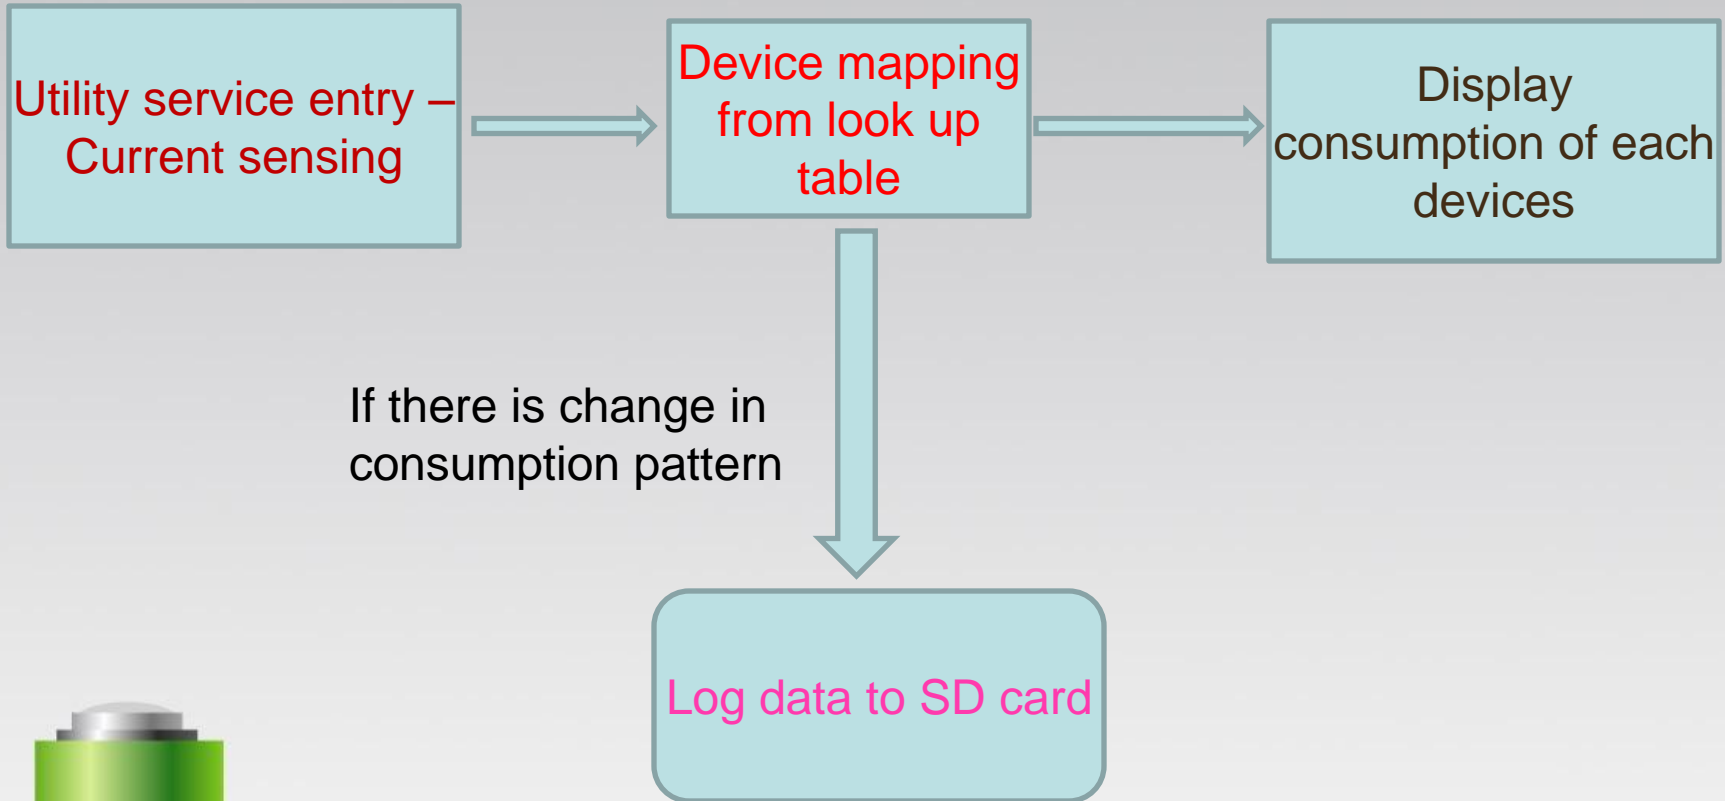 Utility service entry –
Current sensing
Device mapping
from look up
table
Display
consumption of each
devices
If there is change in
consumption pattern
Log data to SD card